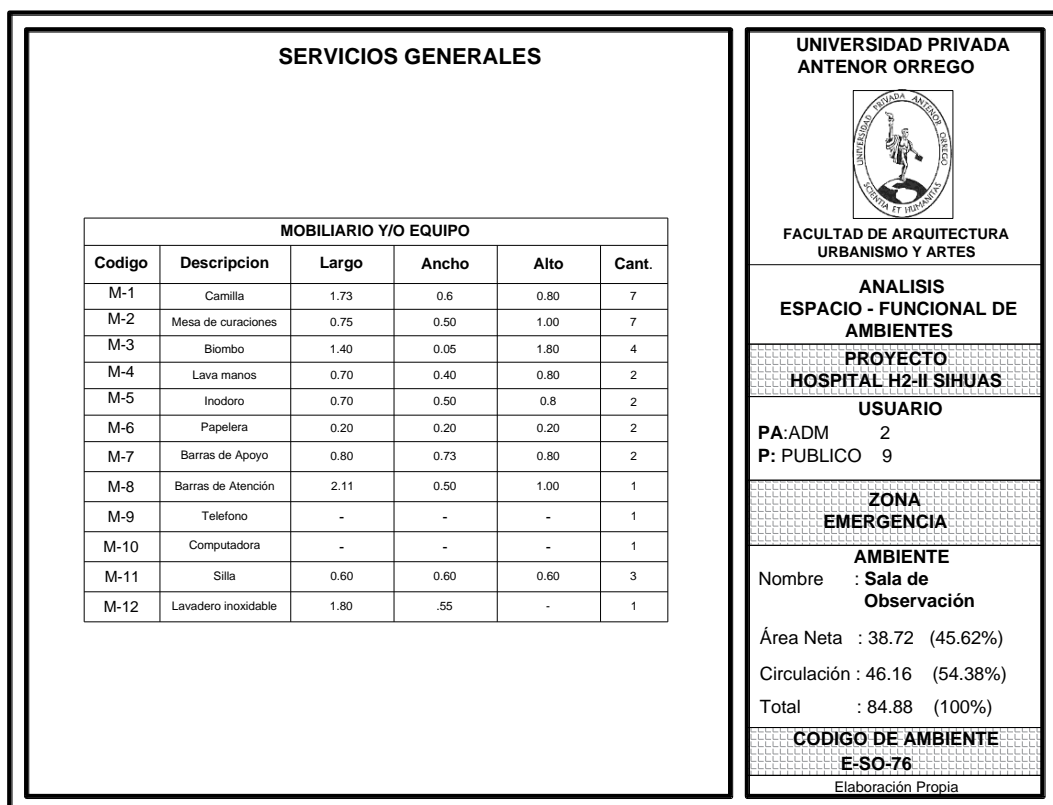 SERVICIOS GENERALES
MOBILIARIO Y/O EQUIPO
Codigo Descripcion Largo Ancho Alto Cant.
M-1 Camilla 1.73 0.6 0.80 7
M-2 Mesa de curaciones 0.75 0.50 1.00 7
M-3 Biombo 1.40 0.05 1.80 4
M-4 Lava manos 0.70 0.40 0.80 2
M-5 Inodoro 0.70 0.50 0.8 2
M-6 Papelera 0.20 0.20 0.20 2
M-7 Barras de Apoyo 0.80 0.73 0.80 2
M-8 Barras de Atención 2.11 0.50 1.00 1
M-9 Telefono - - - 1
M-10 Computadora - - - 1
M-11 Silla 0.60 0.60 0.60 3
M-12 Lavadero inoxidable 1.80 .55 - 1
UNIVERSIDAD PRIVADA
ANTENOR ORREGO
UNIVERSIDAD PRIVADA ANTENOR ORREGO
SCIENTIA ET HUMANITAS
FACULTAD DE ARQUITECTURA
URBANISMO Y ARTES
ANALISIS
ESPACIO - FUNCIONAL DE
AMBIENTES
PROYECTO
HOSPITAL H2-II SIHUAS
USUARIO
PA:ADM 2
P: PUBLICO 9
ZONA
EMERGENCIA
AMBIENTE
Nombre : Sala de
Observación
Área Neta : 38.72 (45.62%)
Circulación : 46.16 (54.38%)
Total : 84.88 (100%)
CODIGO DE AMBIENTE
E-SO-76
Elaboración Propia